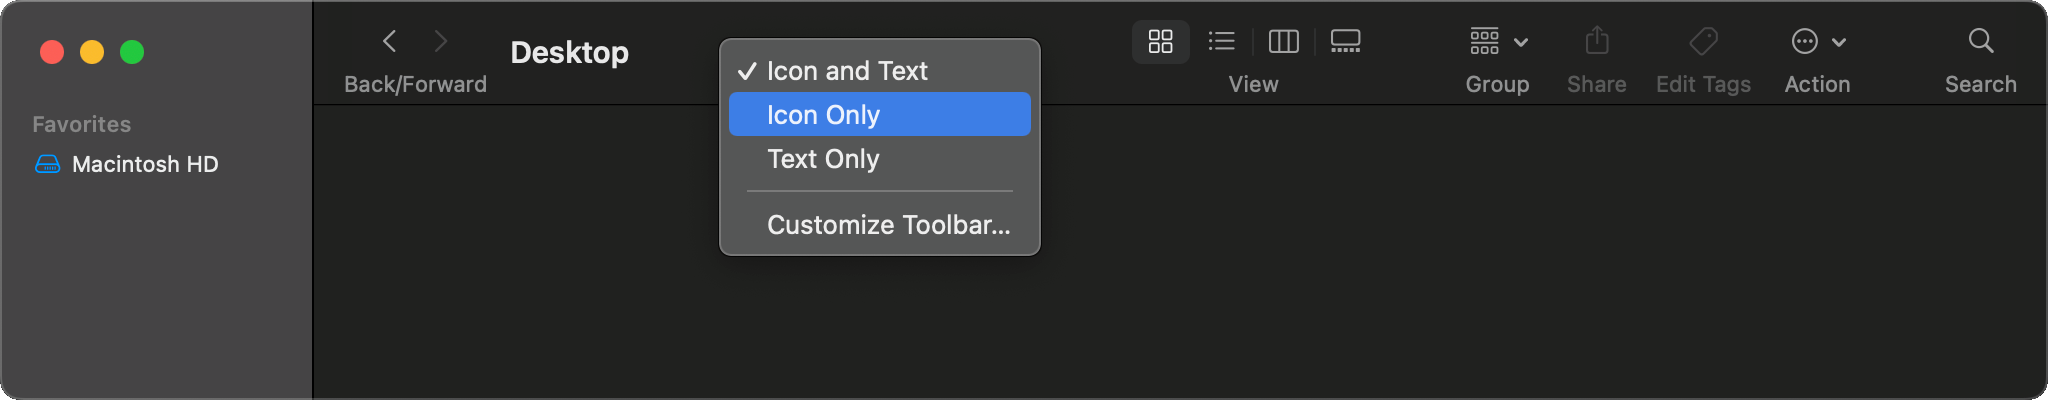 Favorites
Macintosh HD
Back/Forward
Desktop
✓ Icon and Text
Icon Only
Text Only
Customize Toolbar...
View
Group
Share
Edit Tags
Action
Search